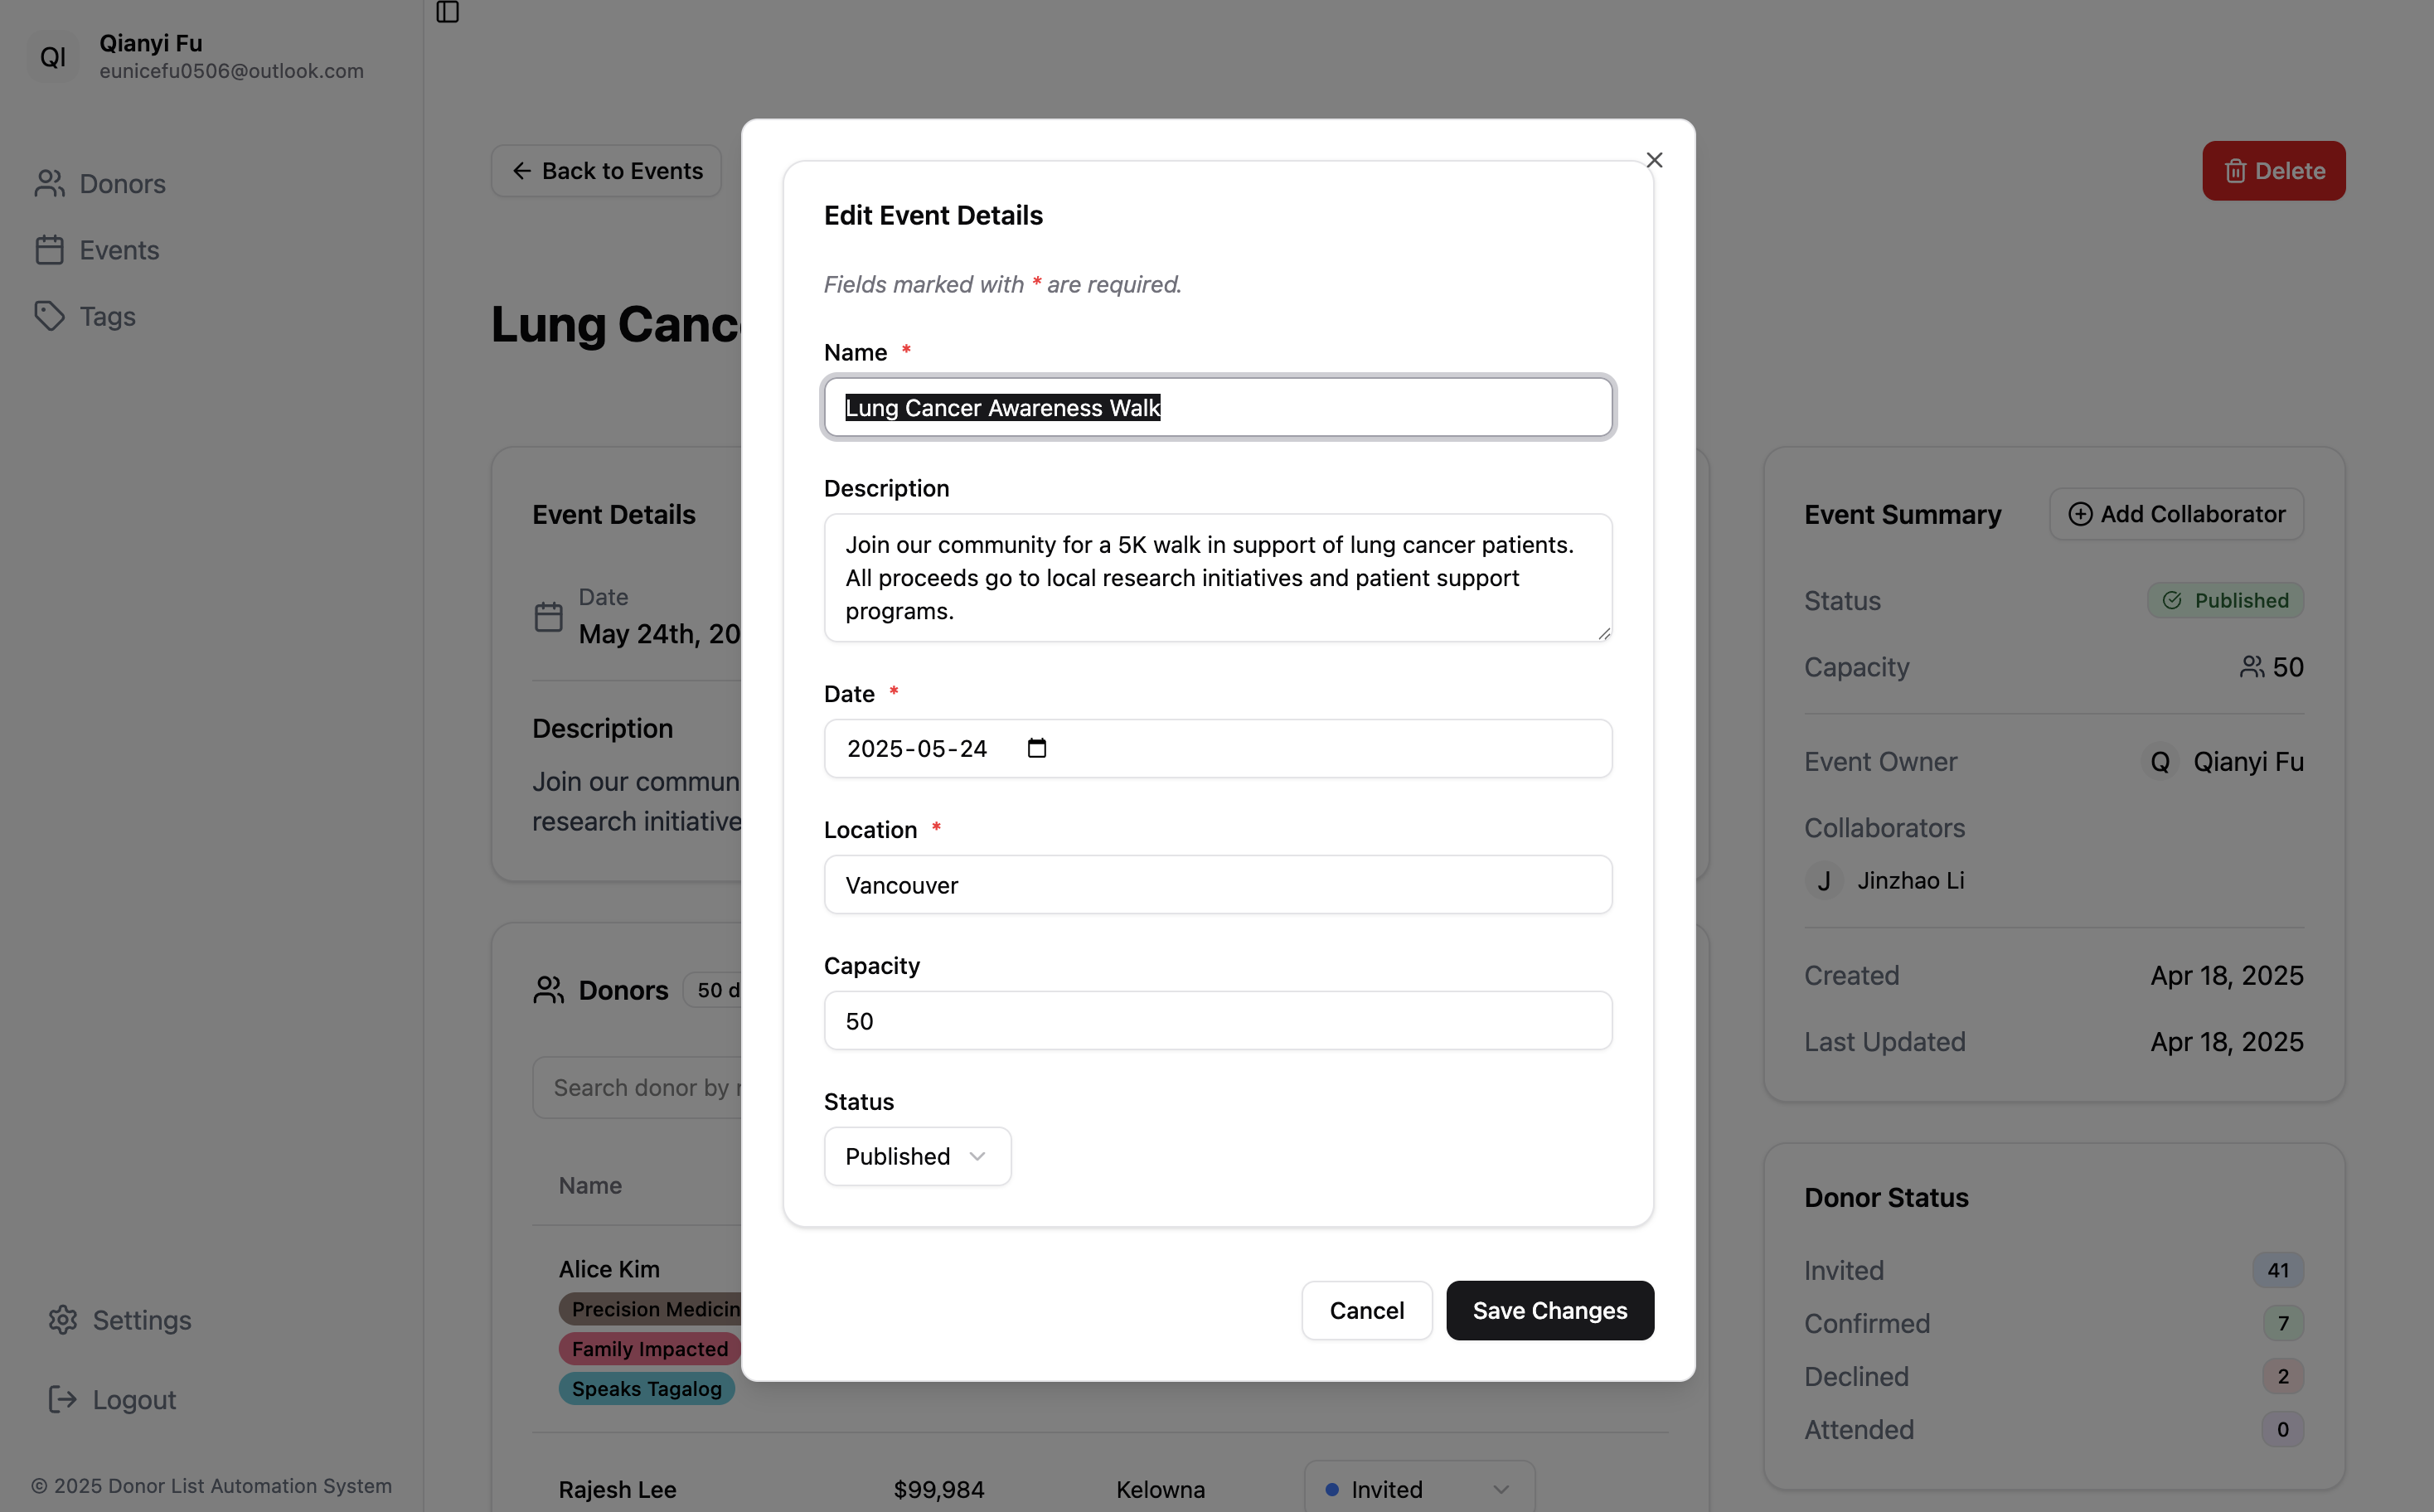 QI
Qianyi Fu
eunicefu0506@outlook.com
Donors
Events
Tags
Settings
Logout
© 2025 Donor List Automation System
Back to Events
Delete
Lung Canc
Event Details
Date
May 24th, 20
Description
Join our commun
research initiative
Donors
50 d
Search donor by
Name
Alice Kim
Precision Medicin
Family Impacted
Speaks Tagalog
Rajesh Lee $99,984 Kelowna Invited
Edit Event Details
Fields marked with * are required.
Name *
Lung Cancer Awareness Walk
Description
Join our community for a 5K walk in support of lung cancer patients.
All proceeds go to local research initiatives and patient support
programs.
Date *
2025-05-24
Location *
Vancouver
Capacity
50
Status
Published
Cancel
Save Changes
Event Summary
Add Collaborator
Status Published
Capacity 50
Event Owner Q Qianyi Fu
Collaborators
J Jinzhao Li
Created Apr 18, 2025
Last Updated Apr 18, 2025
Donor Status
Invited 41
Confirmed 7
Declined 2
Attended 0